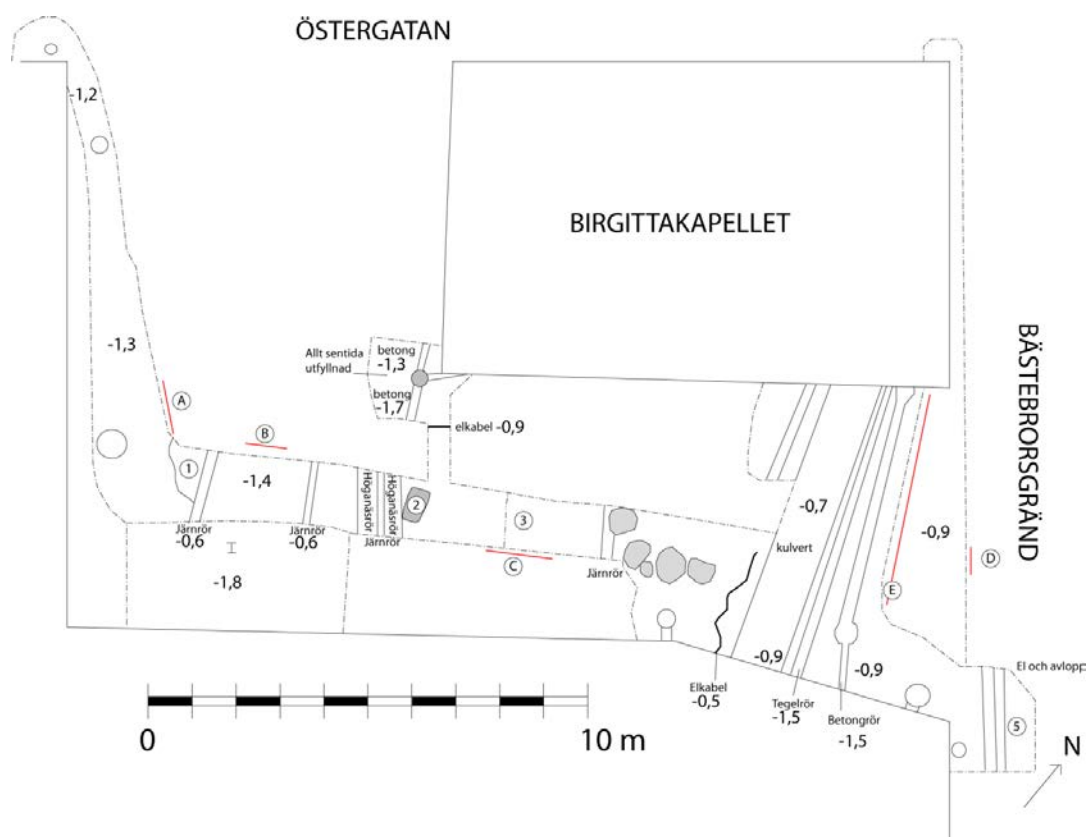 ÖSTERGATAN
-1,2
BIRGITTAKAPELLET
BÄSTEBRORSGRÄND
-1,3
Allt sentida
utfyllnad
betong
-1,3
betong
-1,7
A
B
elkabel -0,9
1
-1,4
Höganäsrör
Höganäsrör
2
3
-0,7
-0,9
Järnrör
-0,6
Järnrör
-0,6
Järnrör
kulvert
C
Järnrör
D
E
-1,8
-0,9
-0,9
El och avlopp
Elkabel
-0,5
Tegelrör
-1,5
Betongrör
-1,5
5
0
10 m
N